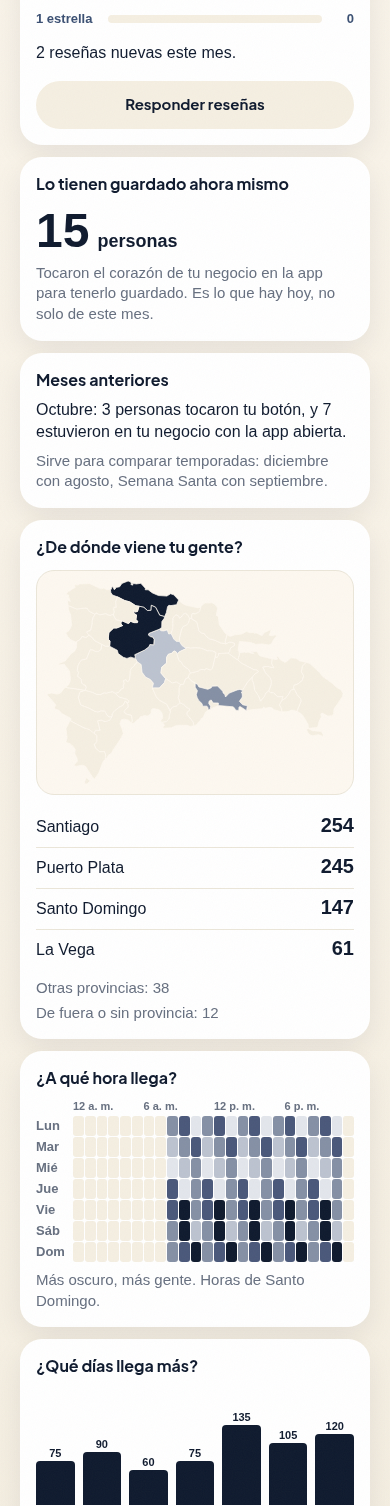 1 estrella 0
2 reseñas nuevas este mes.
Responder reseñas
Lo tienen guardado ahora mismo
15 personas
Tocaron el corazón de tu negocio en la app
para tenerlo guardado. Es lo que hay hoy, no
solo de este mes.
Meses anteriores
Octubre: 3 personas tocaron tu botón, y 7
estuvieron en tu negocio con la app abierta.
Sirve para comparar temporadas: diciembre
con agosto, Semana Santa con septiembre.
¿De dónde viene tu gente?
Santiago 254
Puerto Plata 245
Santo Domingo 147
La Vega 61
Otras provincias: 38
De fuera o sin provincia: 12
¿A qué hora llega?
12 a. m. 6 a. m. 12 p. m. 6 p. m.
Lun
Mar
Mié
Jue
Vie
Sáb
Dom
Más oscuro, más gente. Horas de Santo
Domingo.
¿Qué días llega más?
75 90 60 75 135 105 120